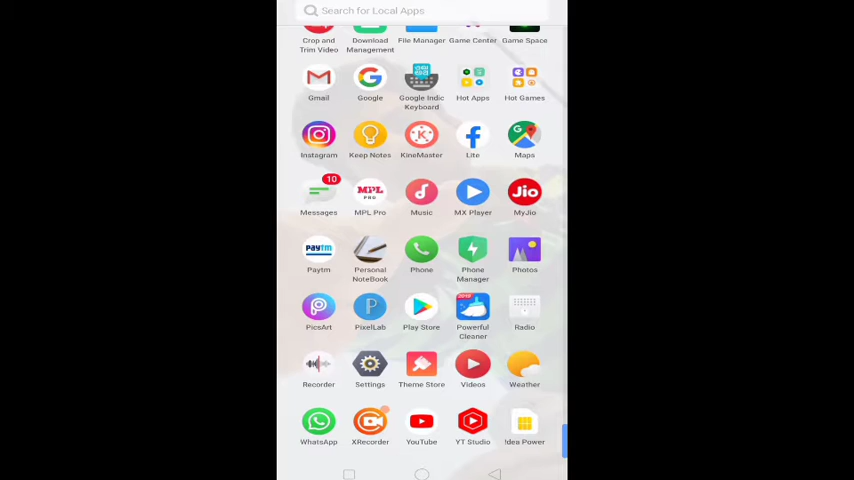 Search for Local Apps
Crop and Trim Video
Download Management
File Manager
Game Center
Game Space
Gmail
Google
Google Indic Keyboard
Hot Apps
Hot Games
Instagram
Keep Notes
KineMaster
Lite
Maps
10
Messages
MPL PRO
MPL Pro
Music
MX Player
Jio
MyJio
paytm
Paytm
Personal NoteBook
Phone
Phone Manager
Photos
PicsArt
PixelLab
Play Store
Powerful Cleaner
Radio
Recorder
Settings
Theme Store
Videos
Weather
WhatsApp
XRecorder
YouTube
YT Studio
!dea Power